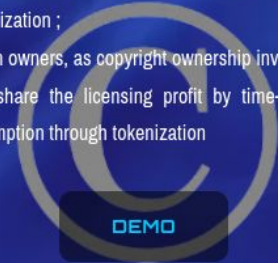 ization ;
n owners, as copyright ownership inv
share the licensing profit by time-
mption through tokenization
DEMO